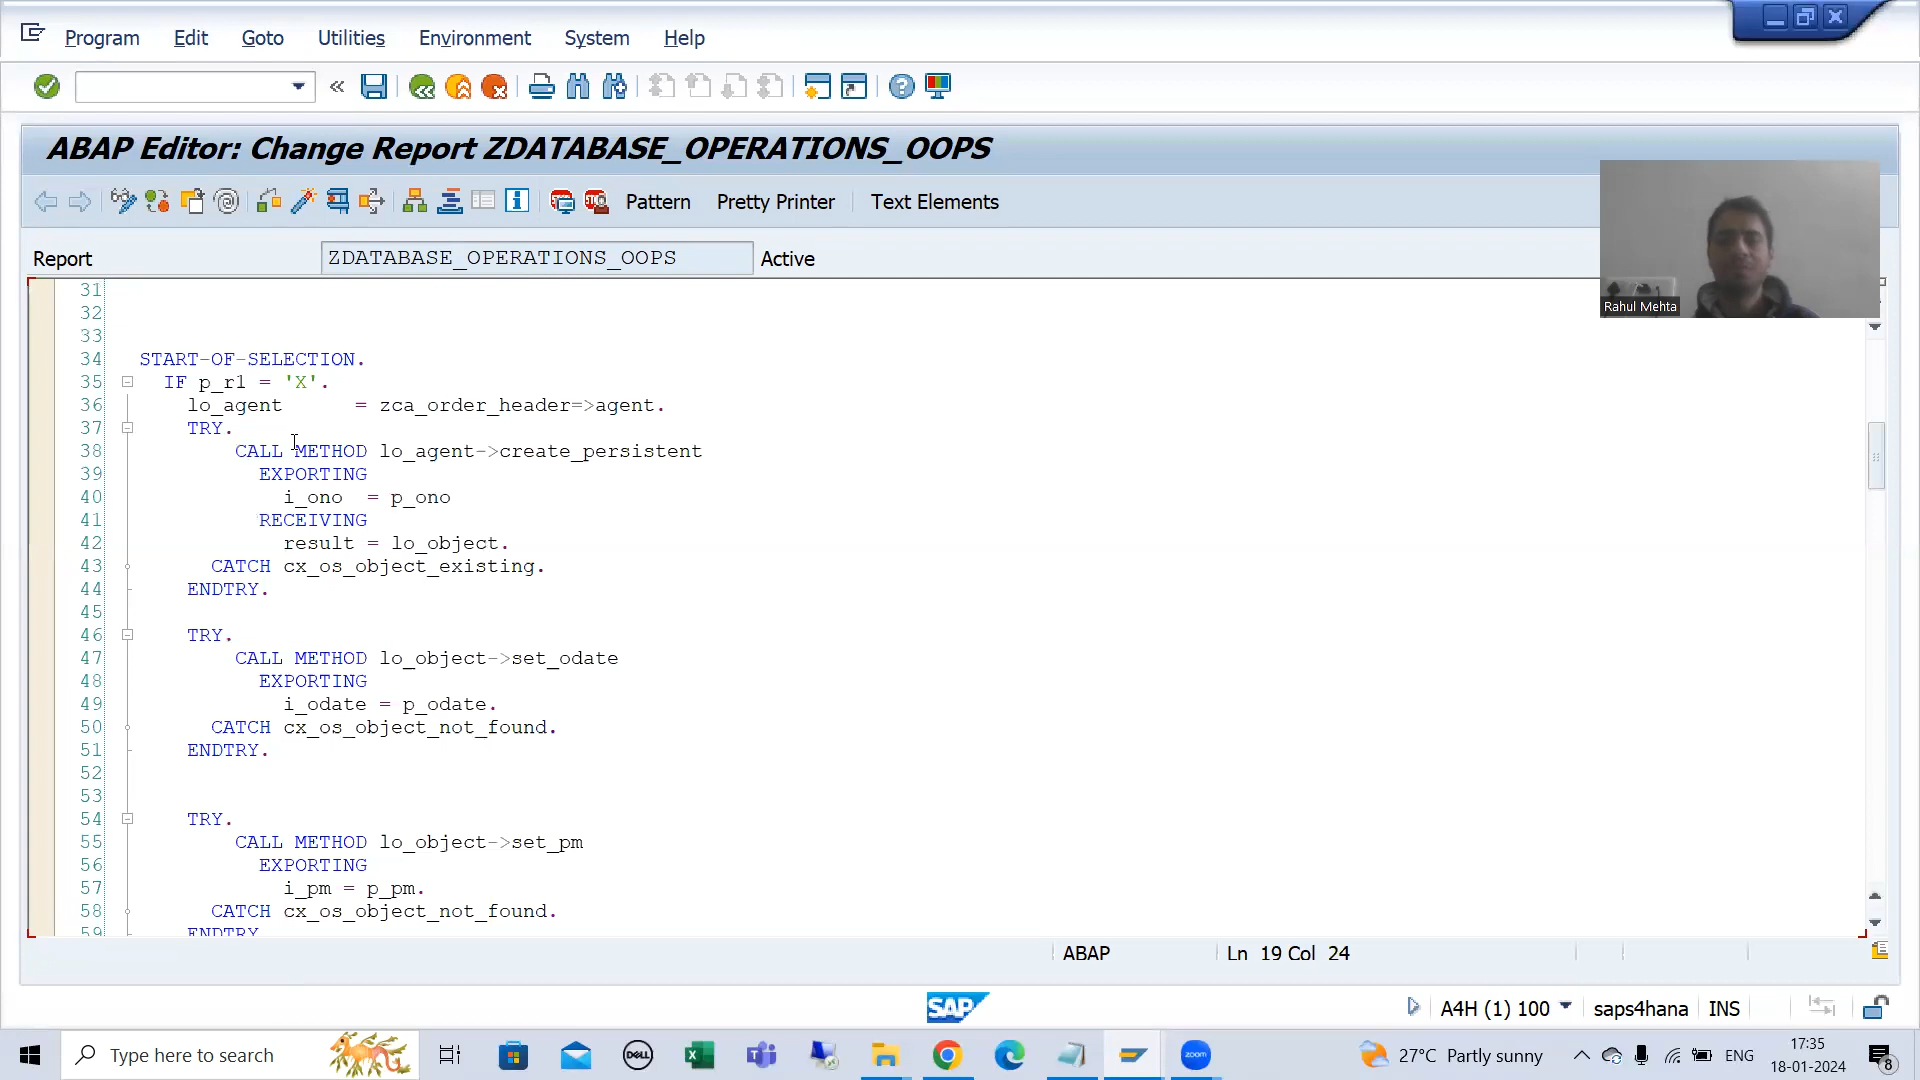 Program Edit Goto Utilities Environment System Help
ABAP Editor: Change Report ZDATABASE_OPERATIONS_OOPS
Pattern Pretty Printer Text Elements
Report ZDATABASE_OPERATIONS_OOPS Active
Rahul Mehta
31
32
33
34 START-OF-SELECTION.
35 IF p_r1 = 'X'.
36 lo_agent = zca_order_header=>agent.
37 TRY.
38 CALL METHOD lo_agent->create_persistent
39 EXPORTING
40 i_ono = p_ono
41 RECEIVING
42 result = lo_object.
43 CATCH cx_os_object_existing.
44 ENDTRY.
45
46 TRY.
47 CALL METHOD lo_object->set_odate
48 EXPORTING
49 i_odate = p_odate.
50 CATCH cx_os_object_not_found.
51 ENDTRY.
52
53
54 TRY.
55 CALL METHOD lo_object->set_pm
56 EXPORTING
57 i_pm = p_pm.
58 CATCH cx_os_object_not_found.
59 ENDTRY
ABAP Ln 19 Col 24
SAP A4H (1) 100 saps4hana INS
Type here to search DELL zoom 27°C Partly sunny ENG 17:35
18-01-2024 8